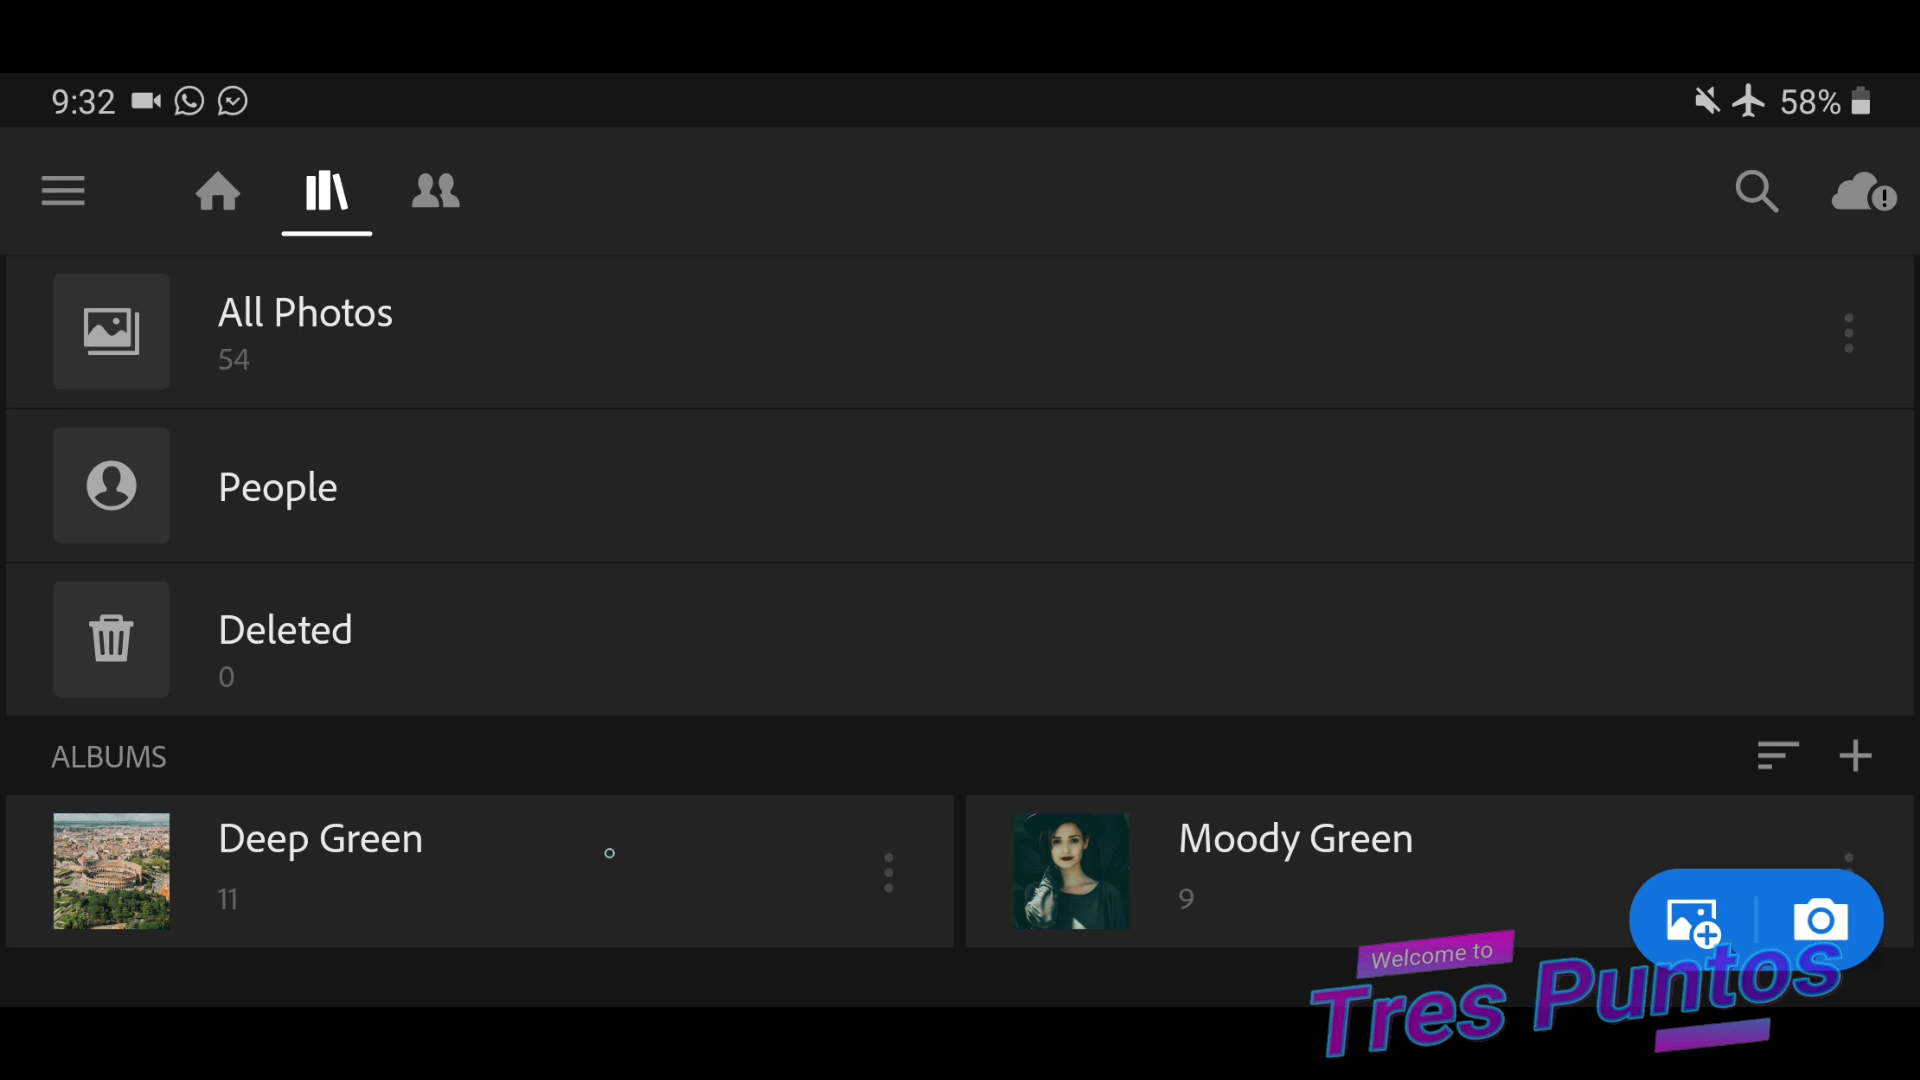 9:32
58%
All Photos
54
People
Deleted
0
ALBUMS
Deep Green
11
Moody Green
9
Welcome to
Tres Puntos